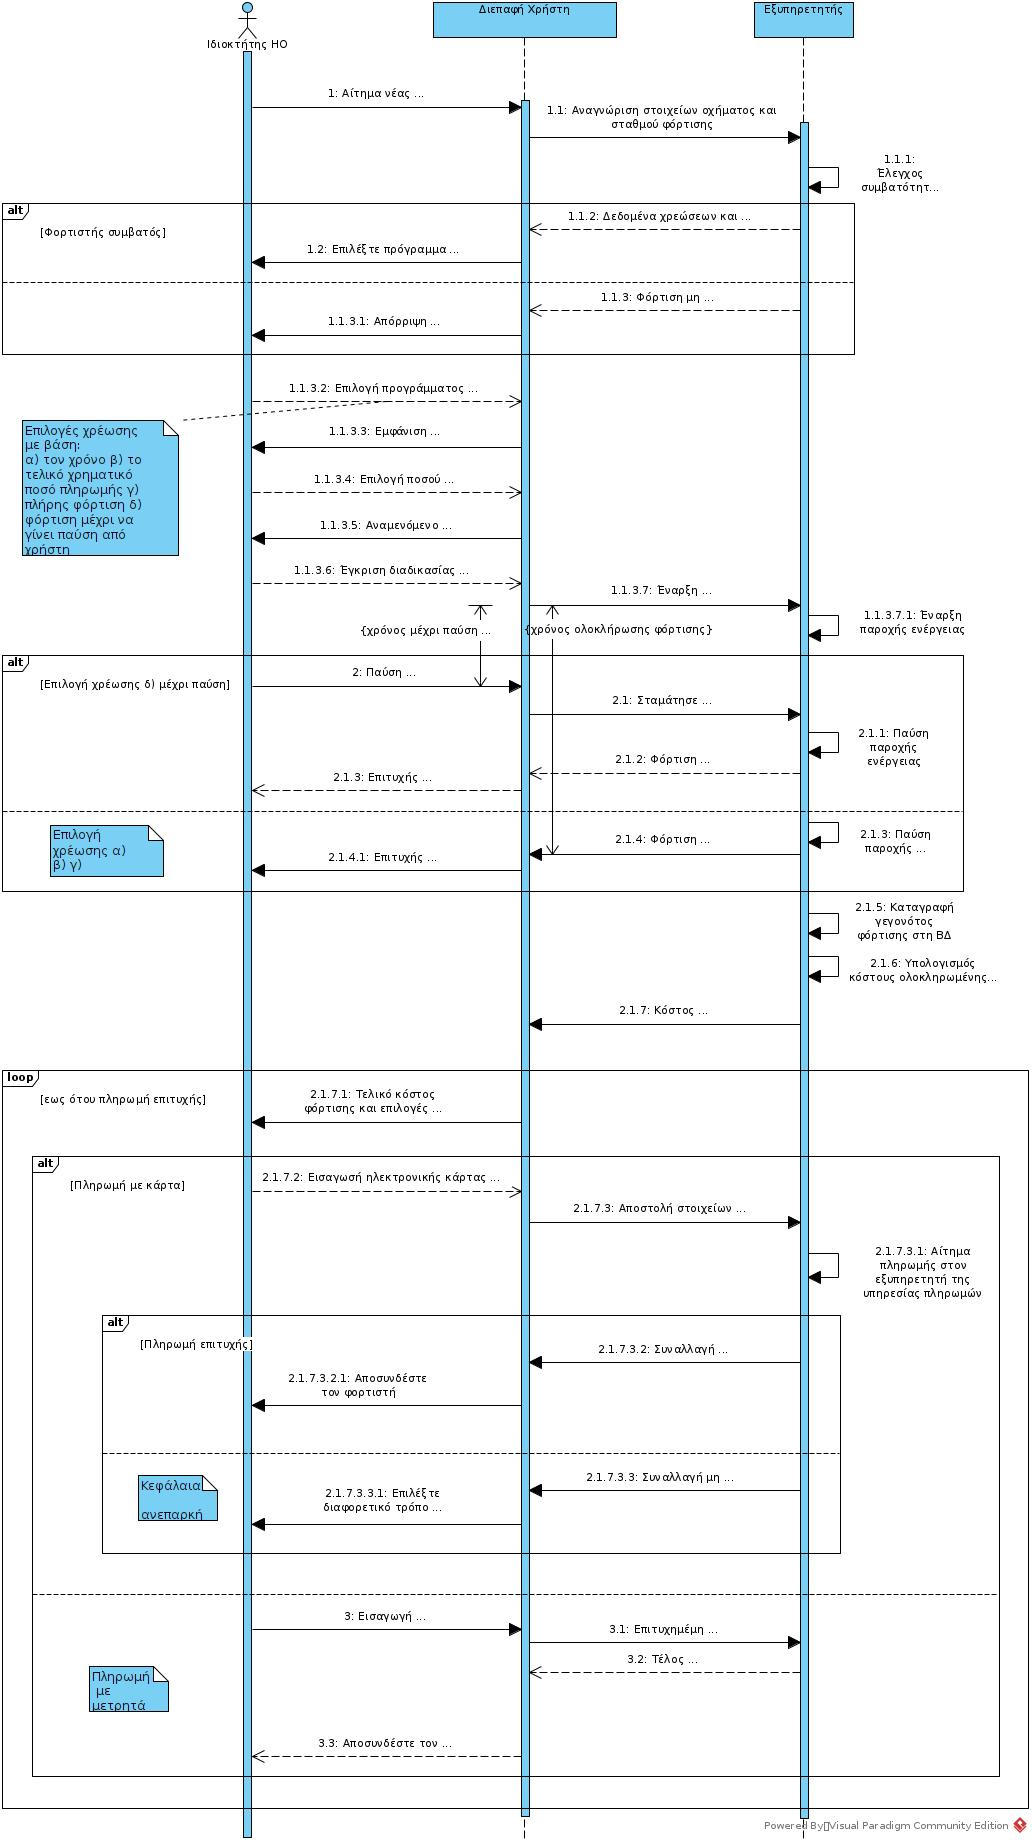 Ιδιοκτήτης ΗΟ
Διεπαφή Χρήστη
Εξυπηρετητής
1: Αίτημα νέας ...
1.1: Αναγνώριση στοιχείων οχήματος και
σταθμού φόρτισης
1.1.1:
Έλεγχος
συμβατότητ...
alt
[Φορτιστής συμβατός]
1.1.2: Δεδομένα χρεώσεων και ...
1.2: Επιλέξτε πρόγραμμα ...
1.1.3: Φόρτιση μη ...
1.1.3.1: Απόρριψη ...
1.1.3.2: Επιλογή προγράμματος ...
Επιλογές χρέωσης
με βάση:
α) τον χρόνο β) το
τελικό χρηματικό
ποσό πληρωμής γ)
πλήρης φόρτιση δ)
φόρτιση μέχρι να
γίνει παύση από
χρήστη
1.1.3.3: Εμφάνιση ...
1.1.3.4: Επιλογή ποσού ...
1.1.3.5: Αναμενόμενο ...
1.1.3.6: Έγκριση διαδικασίας ...
1.1.3.7: Έναρξη ...
1.1.3.7.1: Έναρξη
παροχής ενέργειας
{χρόνος μέχρι παύση ...
{χρόνος ολοκλήρωσης φόρτισης}
alt
[Επιλογή χρέωσης δ) μέχρι παύση]
2: Παύση ...
2.1: Σταμάτησε ...
2.1.1: Παύση
παροχής
ενέργειας
2.1.2: Φόρτιση ...
2.1.3: Επιτυχής ...
Επιλογή
χρέωσης α)
β) γ)
2.1.3: Παύση
παροχής ...
2.1.4: Φόρτιση ...
2.1.4.1: Επιτυχής ...
2.1.5: Καταγραφή
γεγονότος
φόρτισης στη ΒΔ
2.1.6: Υπολογισμός
κόστους ολοκληρωμένης...
2.1.7: Κόστος ...
loop
[εως ότου πληρωμή επιτυχής]
2.1.7.1: Τελικό κόστος
φόρτισης και επιλογές ...
alt
[Πληρωμή με κάρτα]
2.1.7.2: Εισαγωσή ηλεκτρονικής κάρτας ...
2.1.7.3: Αποστολή στοιχείων ...
2.1.7.3.1: Αίτημα
πληρωμής στον
εξυπηρετητή της
υπηρεσίας πληρωμών
alt
[Πληρωμή επιτυχής]
2.1.7.3.2: Συναλλαγή ...
2.1.7.3.2.1: Αποσυνδέστε
τον φορτιστή
Κεφάλαια
ανεπαρκή
2.1.7.3.3: Συναλλαγή μη ...
2.1.7.3.3.1: Επιλέξτε
διαφορετικό τρόπο ...
3: Εισαγωγή ...
3.1: Επιτυχημέμη ...
3.2: Τέλος ...
Πληρωμή
με
μετρητά
3.3: Αποσυνδέστε τον ...
Powered By Visual Paradigm Community Edition